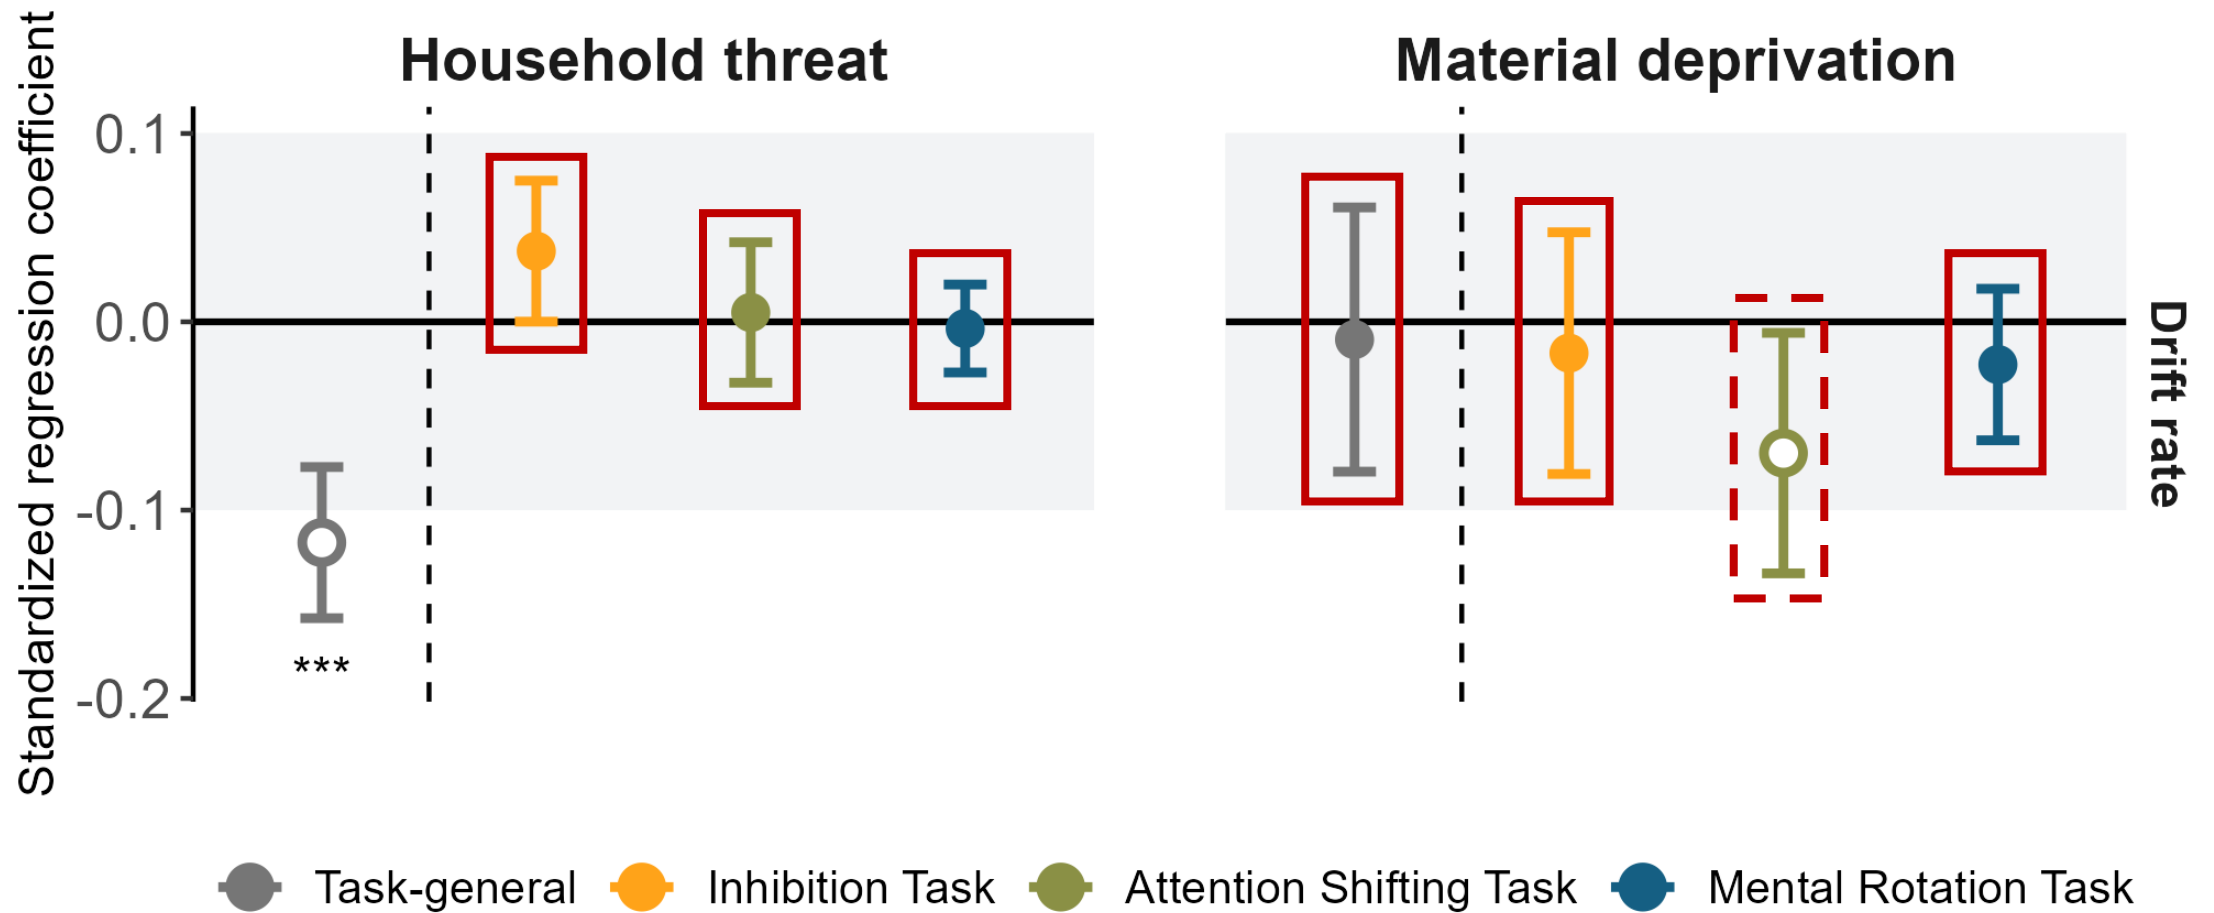 Household threat
Material deprivation
Standardized regression coefficient
0.1
0.0
-0.1
-0.2
***
Drift rate
Task-general
Inhibition Task
Attention Shifting Task
Mental Rotation Task